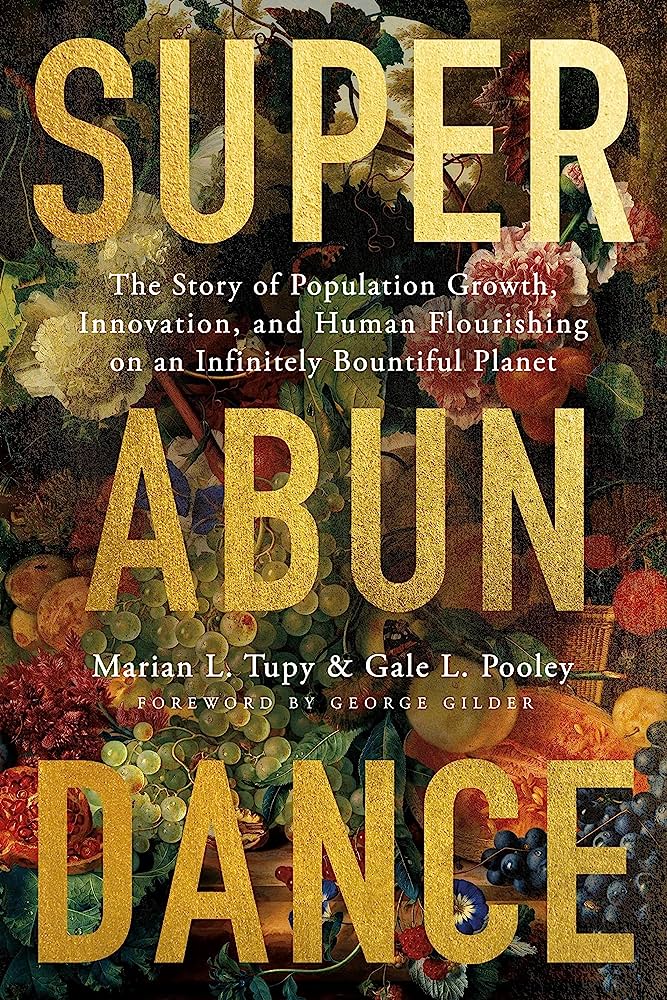 SUPER
The Story of Population Growth,
Innovation, and Human Flourishing
on an Infinitely Bountiful Planet
ABUN
Marian L. Tupy & Gale L. Pooley
FOREWORD BY GEORGE GILDER
DANCE